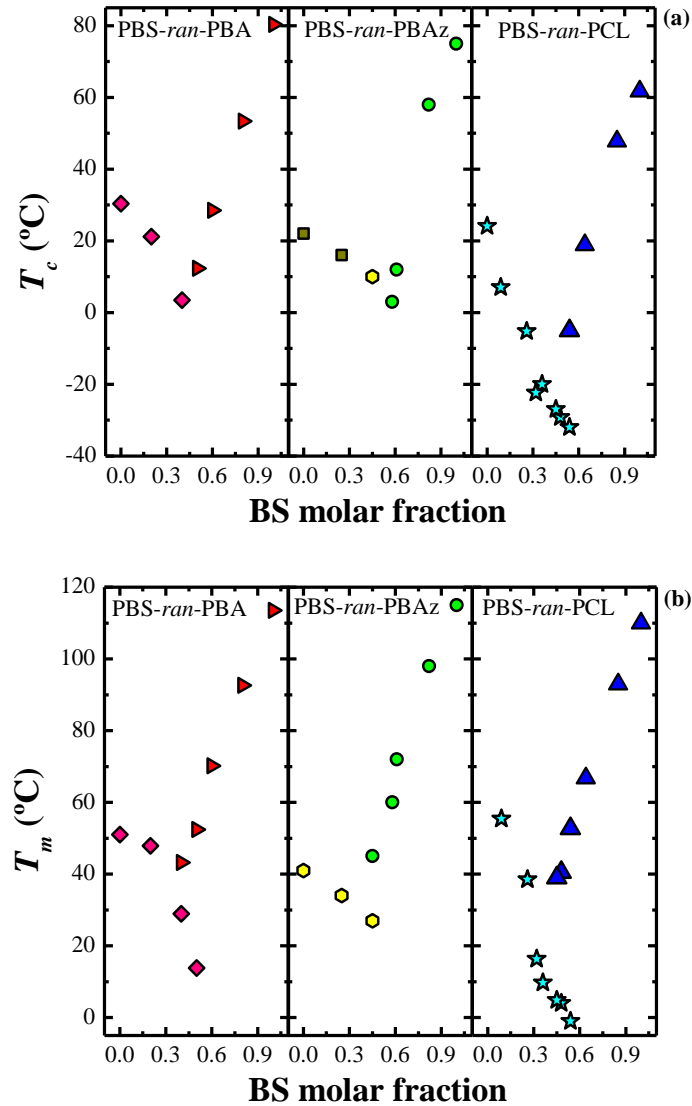 PBS-ran-PBA PBS-ran-PBAz PBS-ran-PCL (a)
80
60
40
20
0
-20
-40
T_c (ºC)
0.0 0.3 0.6 0.9 0.0 0.3 0.6 0.9 0.0 0.3 0.6 0.9
BS molar fraction
PBS-ran-PBA PBS-ran-PBAz PBS-ran-PCL (b)
120
100
80
60
40
20
0
T_m (ºC)
0.0 0.3 0.6 0.9 0.0 0.3 0.6 0.9 0.0 0.3 0.6 0.9
BS molar fraction